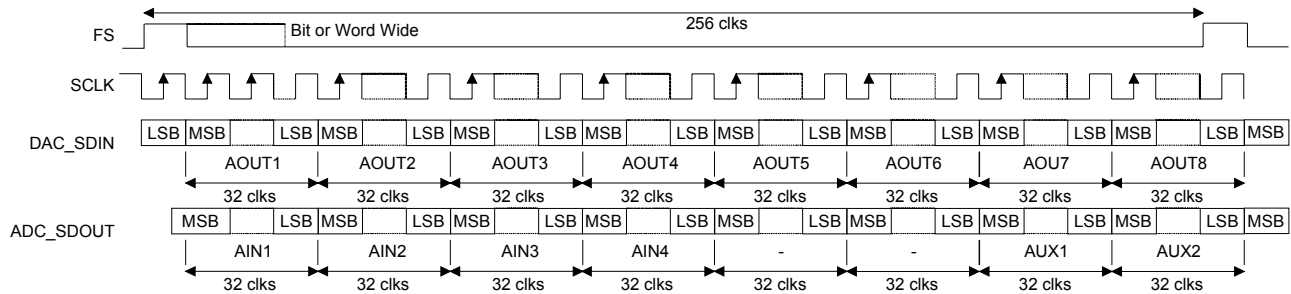 256 clks
FS
Bit or Word Wide
SCLK
DAC_SDIN
LSB MSB LSB MSB LSB MSB LSB MSB LSB MSB LSB MSB LSB MSB LSB MSB LSB MSB
AOUT1 AOUT2 AOUT3 AOUT4 AOUT5 AOUT6 AOU7 AOUT8
32 clks 32 clks 32 clks 32 clks 32 clks 32 clks 32 clks 32 clks
ADC_SDOUT
MSB LSB MSB LSB MSB LSB MSB LSB MSB LSB MSB LSB MSB LSB MSB LSB MSB
AIN1 AIN2 AIN3 AIN4 - - AUX1 AUX2
32 clks 32 clks 32 clks 32 clks 32 clks 32 clks 32 clks 32 clks